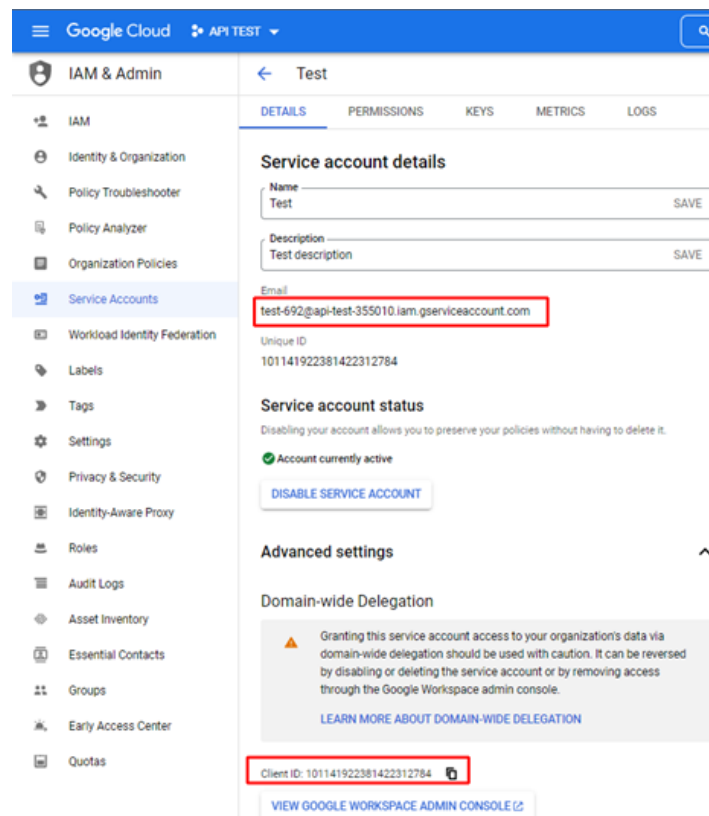 Google Cloud API TEST
IAM & Admin
IAM
Identity & Organization
Policy Troubleshooter
Policy Analyzer
Organization Policies
Service Accounts
Workload Identity Federation
Labels
Tags
Settings
Privacy & Security
Identity-Aware Proxy
Roles
Audit Logs
Asset Inventory
Essential Contacts
Groups
Early Access Center
Quotas
Test
DETAILS PERMISSIONS KEYS METRICS LOGS
Service account details
Name
Test SAVE
Description
Test description SAVE
Email
test-692@api-test-355010.iam.gserviceaccount.com
Unique ID
101141922381422312784
Service account status
Disabling your account allows you to preserve your policies without having to delete it.
Account currently active
DISABLE SERVICE ACCOUNT
Advanced settings
Domain-wide Delegation
Granting this service account access to your organization's data via
domain-wide delegation should be used with caution. It can be reversed
by disabling or deleting the service account or by removing access
through the Google Workspace admin console.
LEARN MORE ABOUT DOMAIN-WIDE DELEGATION
Client ID: 101141922381422312784
VIEW GOOGLE WORKSPACE ADMIN CONSOLE